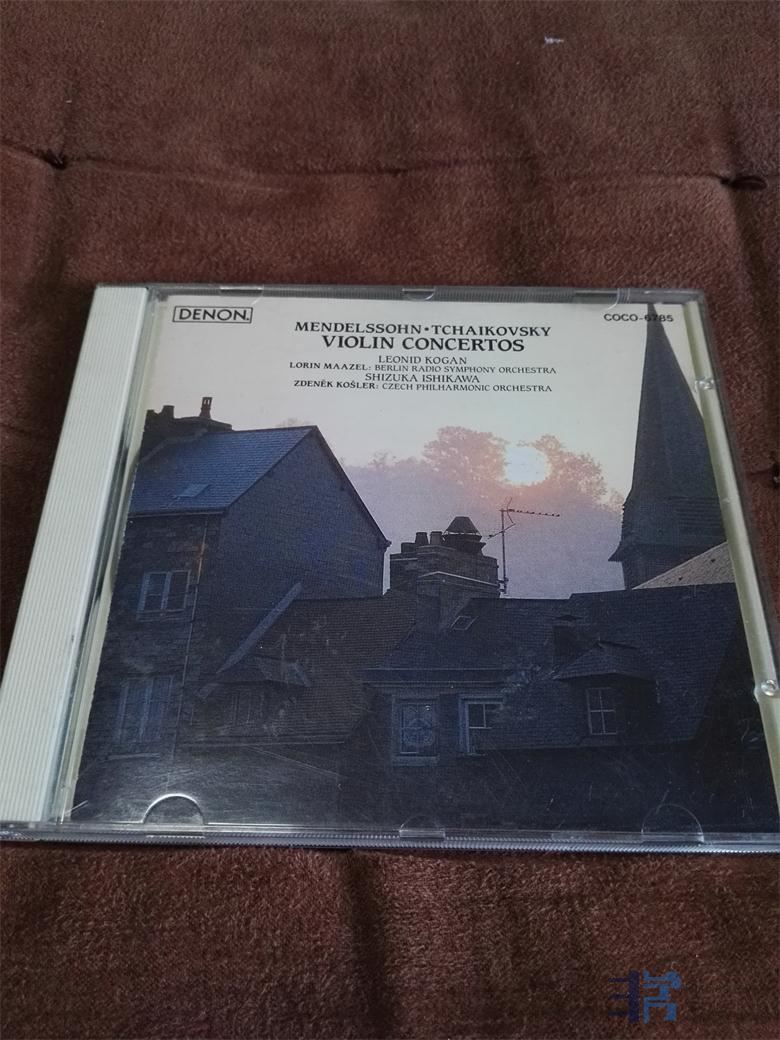 DENON
MENDELSSOHN • TCHAIKOVSKY
COCO-6785
VIOLIN CONCERTOS
LEONID KOGAN
LORIN MAAZEL: BERLIN RADIO SYMPHONY ORCHESTRA
SHIZUKA ISHIKAWA
ZDENĚK KOŠLER: CZECH PHILHARMONIC ORCHESTRA